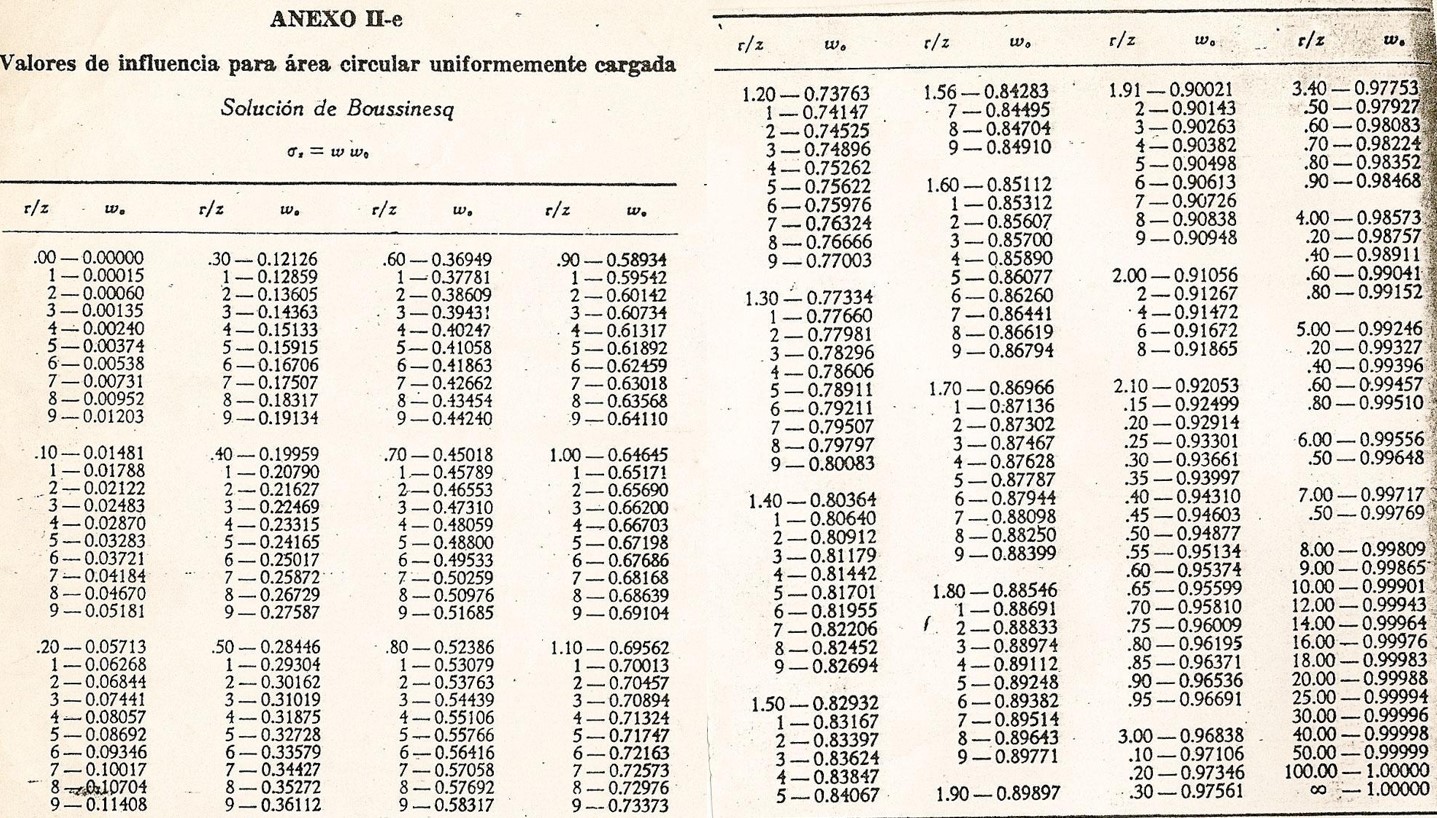 ANEXO II-e
Valores de influencia para área circular uniformemente cargada
Solución de Boussinesq
σz = w w₀
r/z w₀ r/z w₀ r/z w₀ r/z w₀
.00 — 0.00000 .30 — 0.12126 .60 — 0.36949 .90 — 0.58934
1 — 0.00015 1 — 0.12859 1 — 0.37781 1 — 0.59542
2 — 0.00060 2 — 0.13605 2 — 0.38609 2 — 0.60142
3 — 0.00135 3 — 0.14363 3 — 0.39431 3 — 0.60734
4 — 0.00240 4 — 0.15133 4 — 0.40247 4 — 0.61317
5 — 0.00374 5 — 0.15915 5 — 0.41058 5 — 0.61892
6 — 0.00538 6 — 0.16706 6 — 0.41863 6 — 0.62459
7 — 0.00731 7 — 0.17507 7 — 0.42662 7 — 0.63018
8 — 0.00952 8 — 0.18317 8 — 0.43454 8 — 0.63568
9 — 0.01203 9 — 0.19134 9 — 0.44240 9 — 0.64110
.10 — 0.01481 .40 — 0.19959 .70 — 0.45018 1.00 — 0.64645
1 — 0.01788 1 — 0.20790 1 — 0.45789 1 — 0.65171
2 — 0.02122 2 — 0.21627 2 — 0.46553 2 — 0.65690
3 — 0.02483 3 — 0.22469 3 — 0.47310 3 — 0.66200
4 — 0.02870 4 — 0.23315 4 — 0.48059 4 — 0.66703
5 — 0.03283 5 — 0.24165 5 — 0.48800 5 — 0.67198
6 — 0.03721 6 — 0.25017 6 — 0.49533 6 — 0.67686
7 — 0.04184 7 — 0.25872 7 — 0.50259 7 — 0.68168
8 — 0.04670 8 — 0.26729 8 — 0.50976 8 — 0.68639
9 — 0.05181 9 — 0.27587 9 — 0.51685 9 — 0.69104
.20 — 0.05713 .50 — 0.28446 .80 — 0.52386 1.10 — 0.69562
1 — 0.06268 1 — 0.29304 1 — 0.53079 1 — 0.70013
2 — 0.06844 2 — 0.30162 2 — 0.53763 2 — 0.70457
3 — 0.07441 3 — 0.31019 3 — 0.54439 3 — 0.70894
4 — 0.08057 4 — 0.31875 4 — 0.55106 4 — 0.71324
5 — 0.08692 5 — 0.32728 5 — 0.55766 5 — 0.71747
6 — 0.09346 6 — 0.33579 6 — 0.56416 6 — 0.72163
7 — 0.10017 7 — 0.34427 7 — 0.57058 7 — 0.72573
8 — 0.10704 8 — 0.35272 8 — 0.57692 8 — 0.72976
9 — 0.11408 9 — 0.36112 9 — 0.58317 9 — 0.73373
r/z w₀ r/z w₀ r/z w₀ r/z w₀
1.20 — 0.73763 1.56 — 0.84283 1.91 — 0.90021 3.40 — 0.97753
1 — 0.74147 7 — 0.84495 2 — 0.90143 .50 — 0.97927
2 — 0.74525 8 — 0.84704 3 — 0.90263 .60 — 0.98083
3 — 0.74896 9 — 0.84910 4 — 0.90382 .70 — 0.98224
4 — 0.75262 5 — 0.90498 .80 — 0.98352
5 — 0.75622 1.60 — 0.85112 6 — 0.90613 .90 — 0.98468
6 — 0.75976 1 — 0.85312 7 — 0.90726
7 — 0.76324 2 — 0.85607 8 — 0.90838 4.00 — 0.98573
8 — 0.76666 3 — 0.85700 9 — 0.90948 .20 — 0.98757
9 — 0.77003 4 — 0.85890 .40 — 0.98911
5 — 0.86077 2.00 — 0.91056 .60 — 0.99041
1.30 — 0.77334 6 — 0.86260 2 — 0.91267 .80 — 0.99152
1 — 0.77660 7 — 0.86441 4 — 0.91472
2 — 0.77981 8 — 0.86619 6 — 0.91672 5.00 — 0.99246
3 — 0.78296 9 — 0.86794 8 — 0.91865 .20 — 0.99327
4 — 0.78606 .40 — 0.99396
5 — 0.78911 1.70 — 0.86966 2.10 — 0.92053 .60 — 0.99457
6 — 0.79211 1 — 0.87136 .15 — 0.92499 .80 — 0.99510
7 — 0.79507 2 — 0.87302 .20 — 0.92914
8 — 0.79797 3 — 0.87467 .25 — 0.93301 6.00 — 0.99556
9 — 0.80083 4 — 0.87628 .30 — 0.93661 .50 — 0.99648
5 — 0.87787 .35 — 0.93997
1.40 — 0.80364 6 — 0.87944 .40 — 0.94310 7.00 — 0.99717
1 — 0.80640 7 — 0.88098 .45 — 0.94603 .50 — 0.99769
2 — 0.80912 8 — 0.88250 .50 — 0.94877
3 — 0.81179 9 — 0.88399 .55 — 0.95134 8.00 — 0.99809
4 — 0.81442 .60 — 0.95374 9.00 — 0.99865
5 — 0.81701 1.80 — 0.88546 .65 — 0.95599 10.00 — 0.99901
6 — 0.81955 1 — 0.88691 .70 — 0.95810 12.00 — 0.99943
7 — 0.82206 2 — 0.88833 .75 — 0.96009 14.00 — 0.99964
8 — 0.82452 3 — 0.88974 .80 — 0.96195 16.00 — 0.99976
9 — 0.82694 4 — 0.89112 .85 — 0.96371 18.00 — 0.99983
5 — 0.89248 .90 — 0.96536 20.00 — 0.99988
1.50 — 0.82932 6 — 0.89382 .95 — 0.96691 25.00 — 0.99994
1 — 0.83167 7 — 0.89514 30.00 — 0.99996
2 — 0.83397 8 — 0.89643 3.00 — 0.96838 40.00 — 0.99998
3 — 0.83624 9 — 0.89771 .10 — 0.97106 50.00 — 0.99999
4 — 0.83847 .20 — 0.97346 100.00 — 1.00000
5 — 0.84067 1.90 — 0.89897 .30 — 0.97561 ∞ — 1.00000